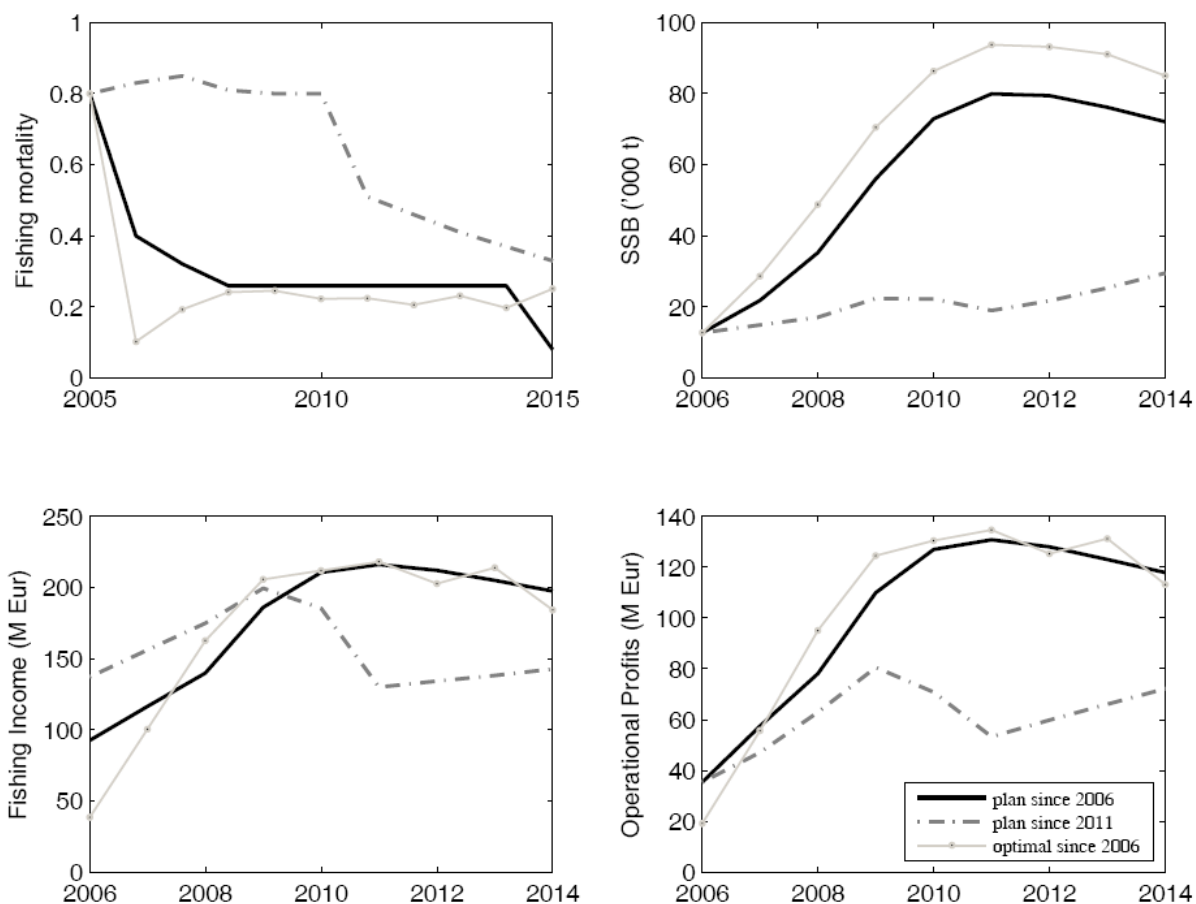 1
0.8
0.6
0.4
0.2
0
Fishing mortality
2005 2010 2015
100
80
60
40
20
0
SSB ('000 t)
2006 2008 2010 2012 2014
250
200
150
100
50
0
Fishing Income (M Eur)
2006 2008 2010 2012 2014
140
120
100
80
60
40
20
0
Operational Profits (M Eur)
2006 2008 2010 2012 2014
plan since 2006
plan since 2011
optimal since 2006